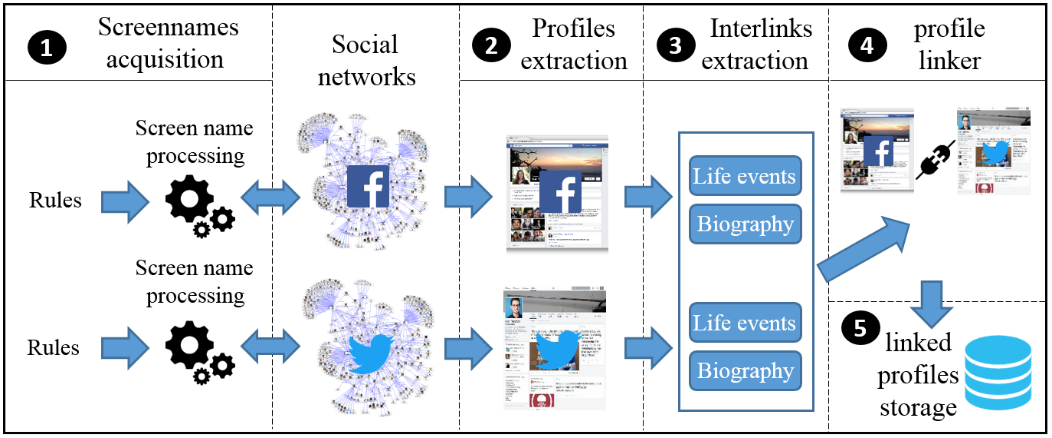 1
Screennames
acquisition
Social
networks
2
Profiles
extraction
3
Interlinks
extraction
4
profile
linker
Screen name
processing
Rules
Life events
Biography
Screen name
processing
Rules
Life events
Biography
5
linked
profiles
storage